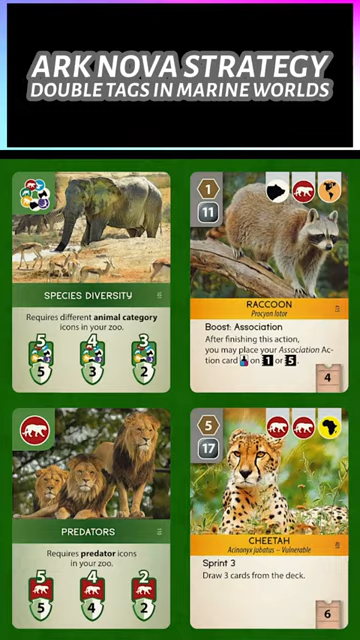 ARK NOVA STRATEGY
DOUBLE TAGS IN MARINE WORLDS
SPECIES DIVERSITY
Requires different animal category
icons in your zoo.
5 4 3
5 3 2
1
11
RACCOON
Procyon lotor
Boost: Association
After finishing this action,
you may place your Association Ac-
tion card on 1 or 5.
4
PREDATORS
Requires predator icons
in your zoo.
5 4 2
5 4 2
5
17
CHEETAH
Acinonyx jubatus – Vulnerable
Sprint 3
Draw 3 cards from the deck.
6